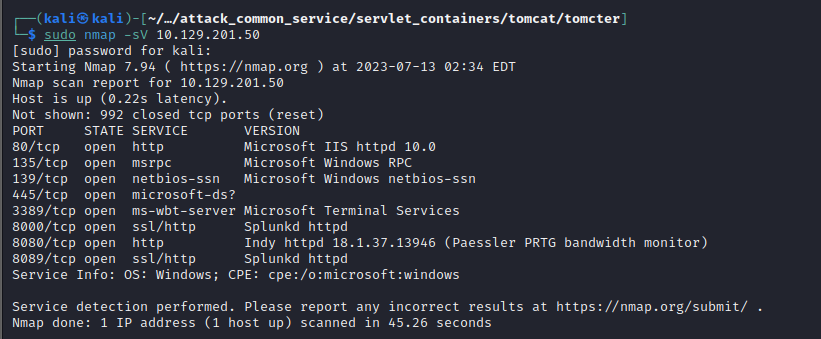 ┌──(kali㉿kali)-[~/…/attack_common_service/servlet_containers/tomcat/tomcter]
└─$ sudo nmap -sV 10.129.201.50
[sudo] password for kali:
Starting Nmap 7.94 ( https://nmap.org ) at 2023-07-13 02:34 EDT
Nmap scan report for 10.129.201.50
Host is up (0.22s latency).
Not shown: 992 closed tcp ports (reset)
PORT     STATE SERVICE       VERSION
80/tcp   open  http          Microsoft IIS httpd 10.0
135/tcp  open  msrpc         Microsoft Windows RPC
139/tcp  open  netbios-ssn   Microsoft Windows netbios-ssn
445/tcp  open  microsoft-ds?
3389/tcp open  ms-wbt-server Microsoft Terminal Services
8000/tcp open  ssl/http      Splunkd httpd
8080/tcp open  http          Indy httpd 18.1.37.13946 (Paessler PRTG bandwidth monitor)
8089/tcp open  ssl/http      Splunkd httpd
Service Info: OS: Windows; CPE: cpe:/o:microsoft:windows

Service detection performed. Please report any incorrect results at https://nmap.org/submit/ .
Nmap done: 1 IP address (1 host up) scanned in 45.26 seconds